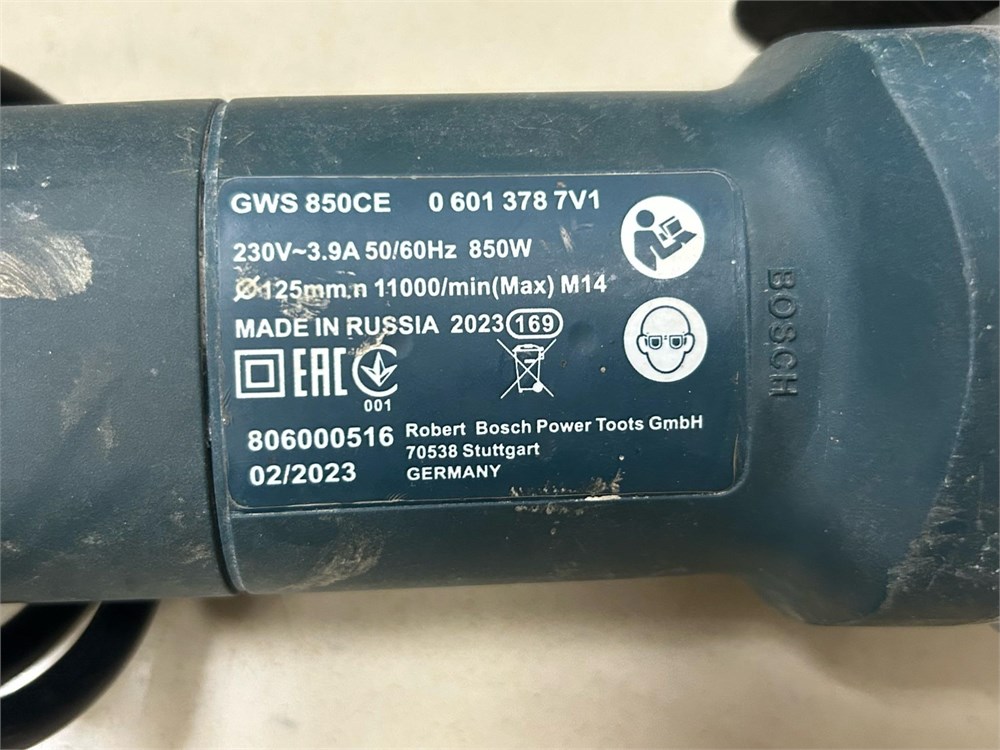 GWS 850CE 0 601 378 7V1
230V~3.9A 50/60Hz 850W
Ø125mm,n 11000/min(Max) M14
MADE IN RUSSIA 2023 169
EAC
001
806000516
02/2023
Robert Bosch Power Toots GmbH
70538 Stuttgart
GERMANY
BOSCH